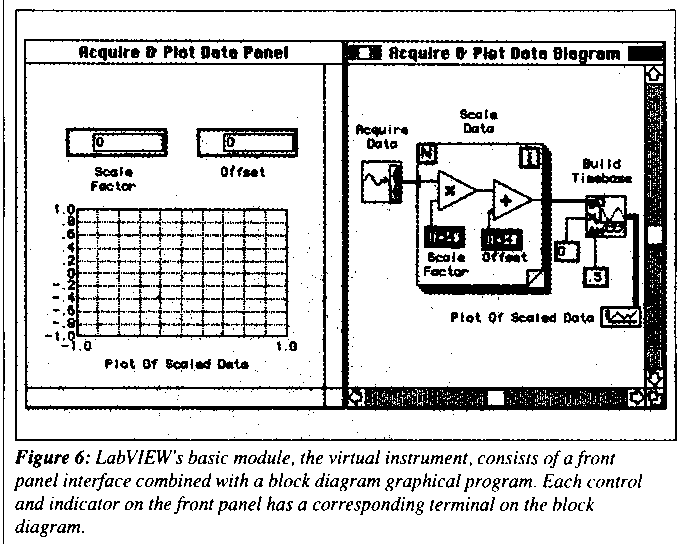 Acquire & Plot Data Panel
0
0
Scale
Factor
Offset
1.0
.8
.6
.4
.2
0
-.2
-.4
-.6
-.8
-1.0
-1.0
1.0
Plot Of Scaled Data
Acquire & Plot Data Diagram
Acquire
Data
Scale
Data
N
i
x
+
Scale
Factor
Offset
Build
Timebase
0
.5
Plot Of Scaled Data
Figure 6: LabVIEW's basic module, the virtual instrument, consists of a front
panel interface combined with a block diagram graphical program. Each control
and indicator on the front panel has a corresponding terminal on the block
diagram.